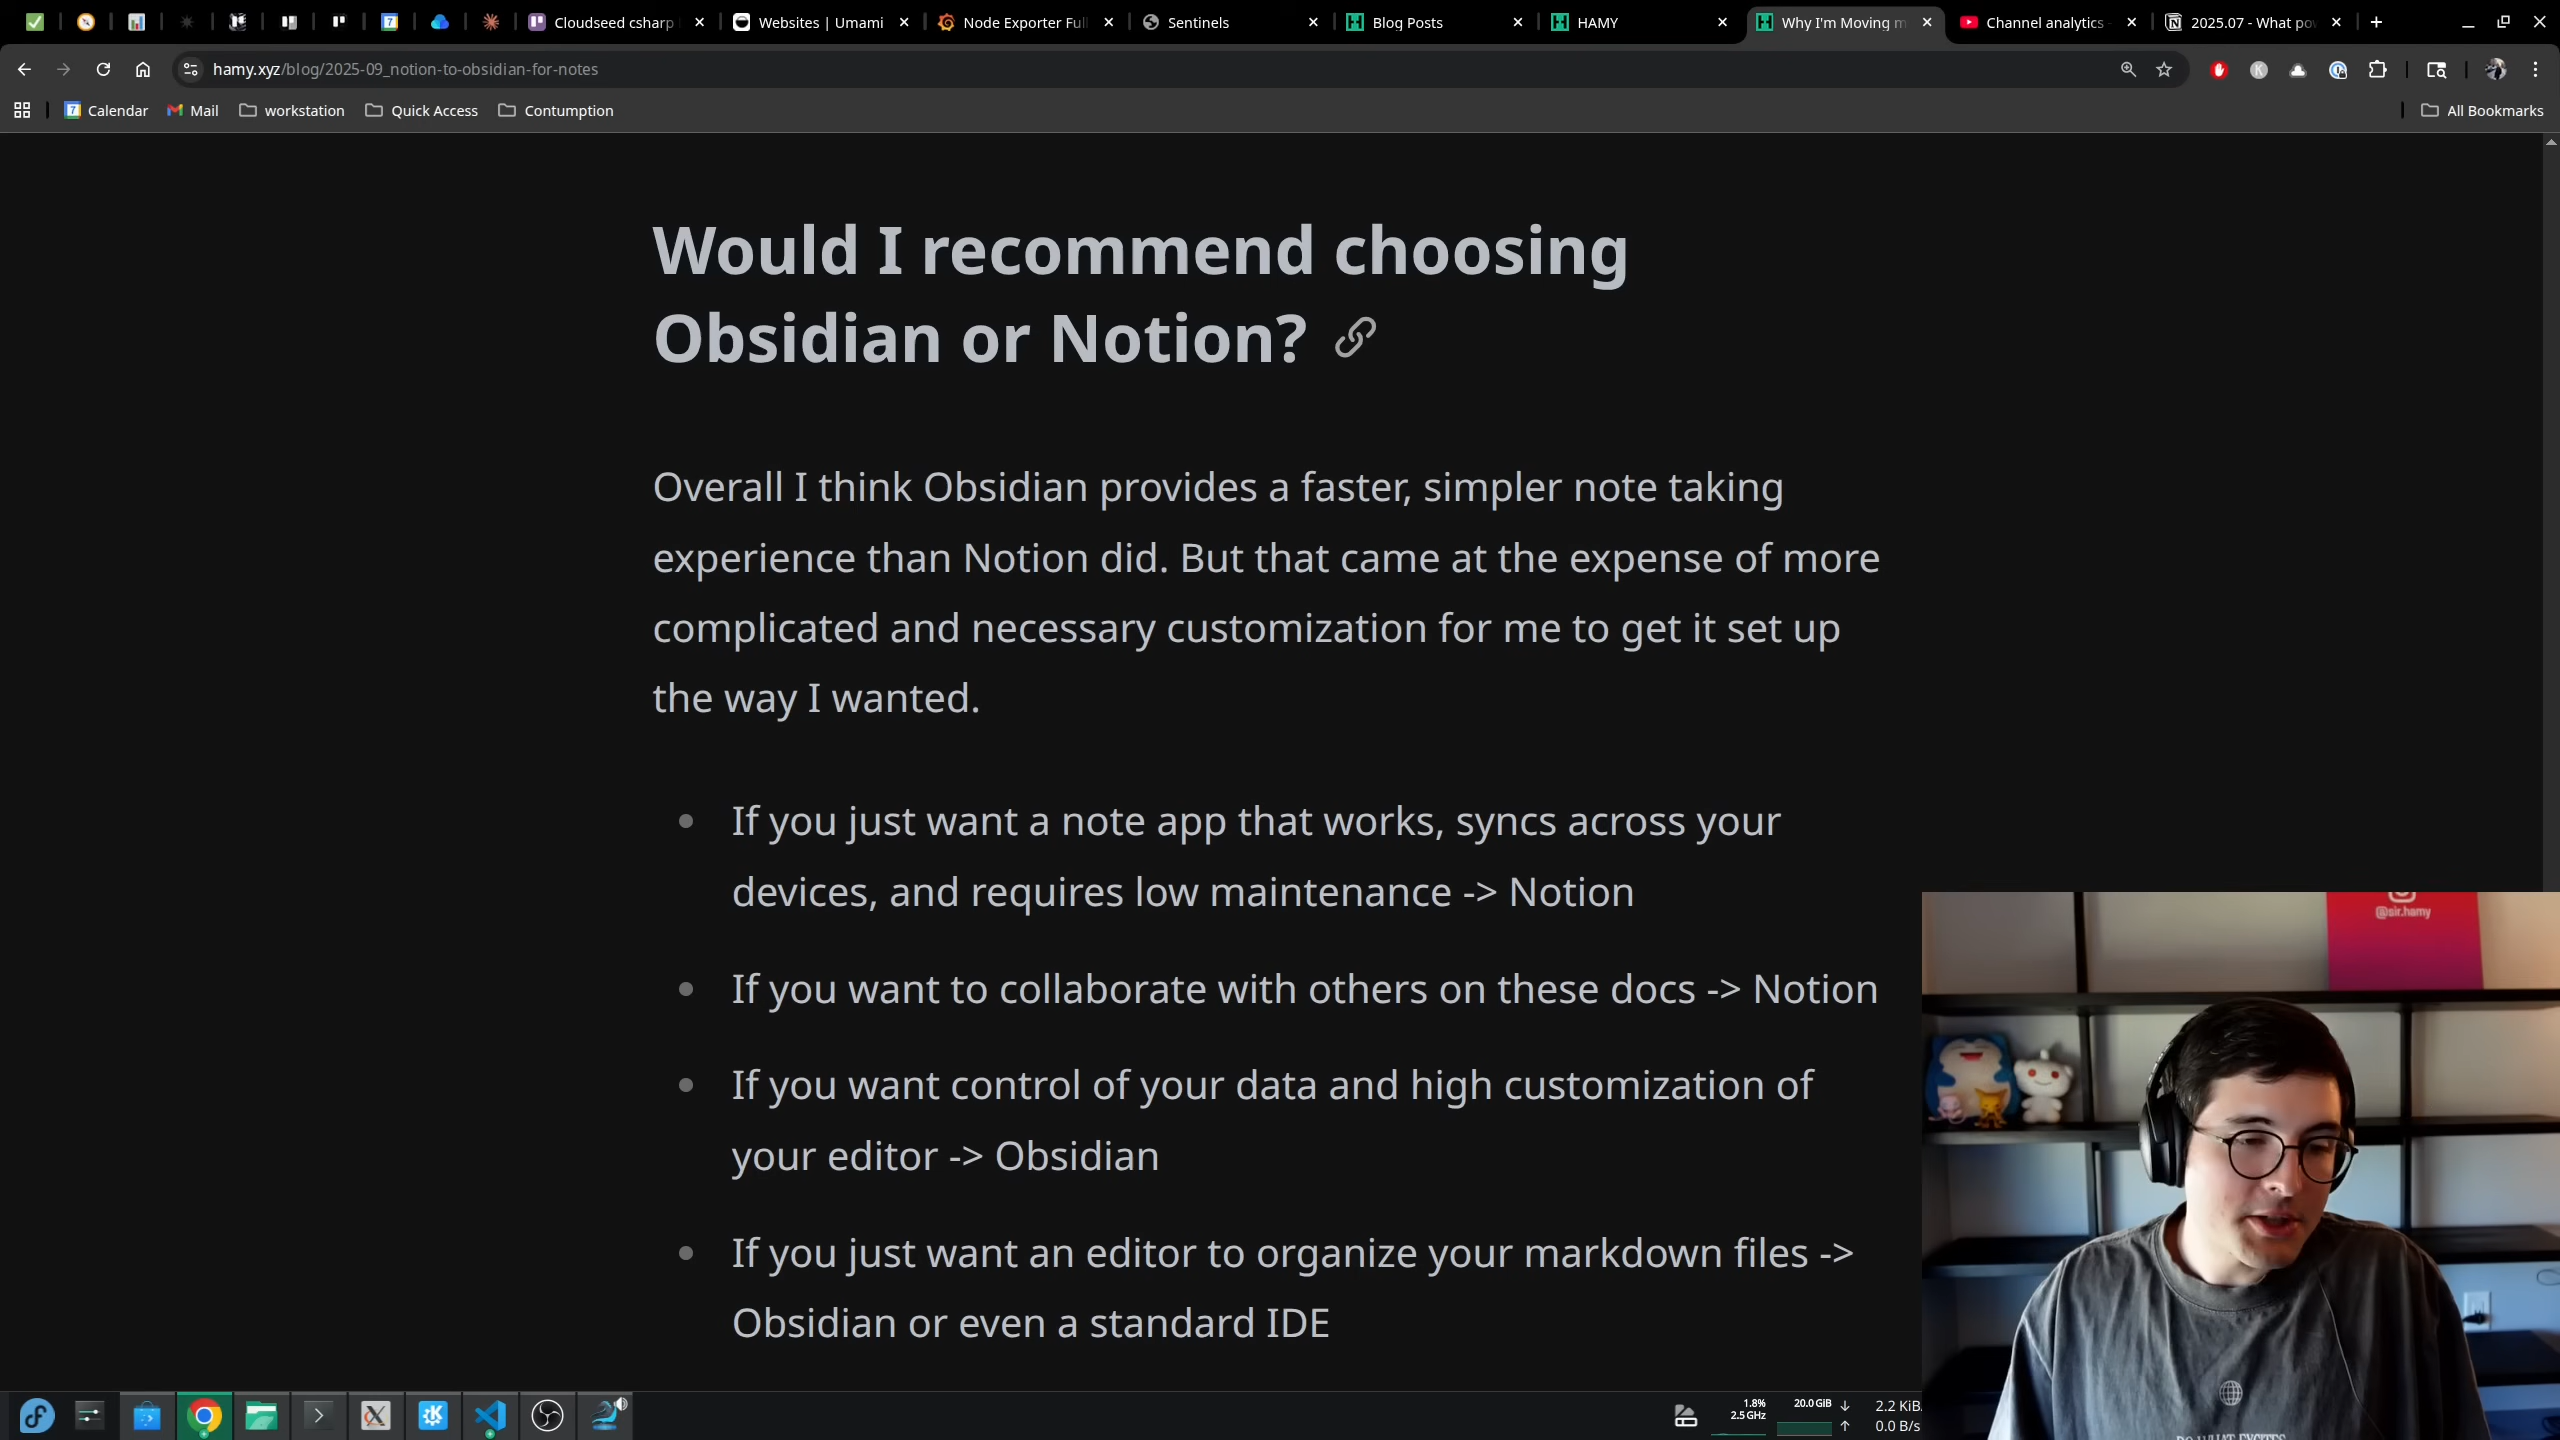 Cloudseed csharp
Websites | Umami
Node Exporter Full
Sentinels
Blog Posts
HAMY
Why I'm Moving m
Channel analytics -
2025.07 - What po
hamy.xyz/blog/2025-09_notion-to-obsidian-for-notes
Calendar
Mail
workstation
Quick Access
Contumption
All Bookmarks
Would I recommend choosing
Obsidian or Notion?
Overall I think Obsidian provides a faster, simpler note taking
experience than Notion did. But that came at the expense of more
complicated and necessary customization for me to get it set up
the way I wanted.
If you just want a note app that works, syncs across your
devices, and requires low maintenance -> Notion
If you want to collaborate with others on these docs -> Notion
If you want control of your data and high customization of
your editor -> Obsidian
If you just want an editor to organize your markdown files ->
Obsidian or even a standard IDE
@sir.hamy
1.8%
2.5 GHz
20.0 GiB
2.2 KiB
0.0 B/s